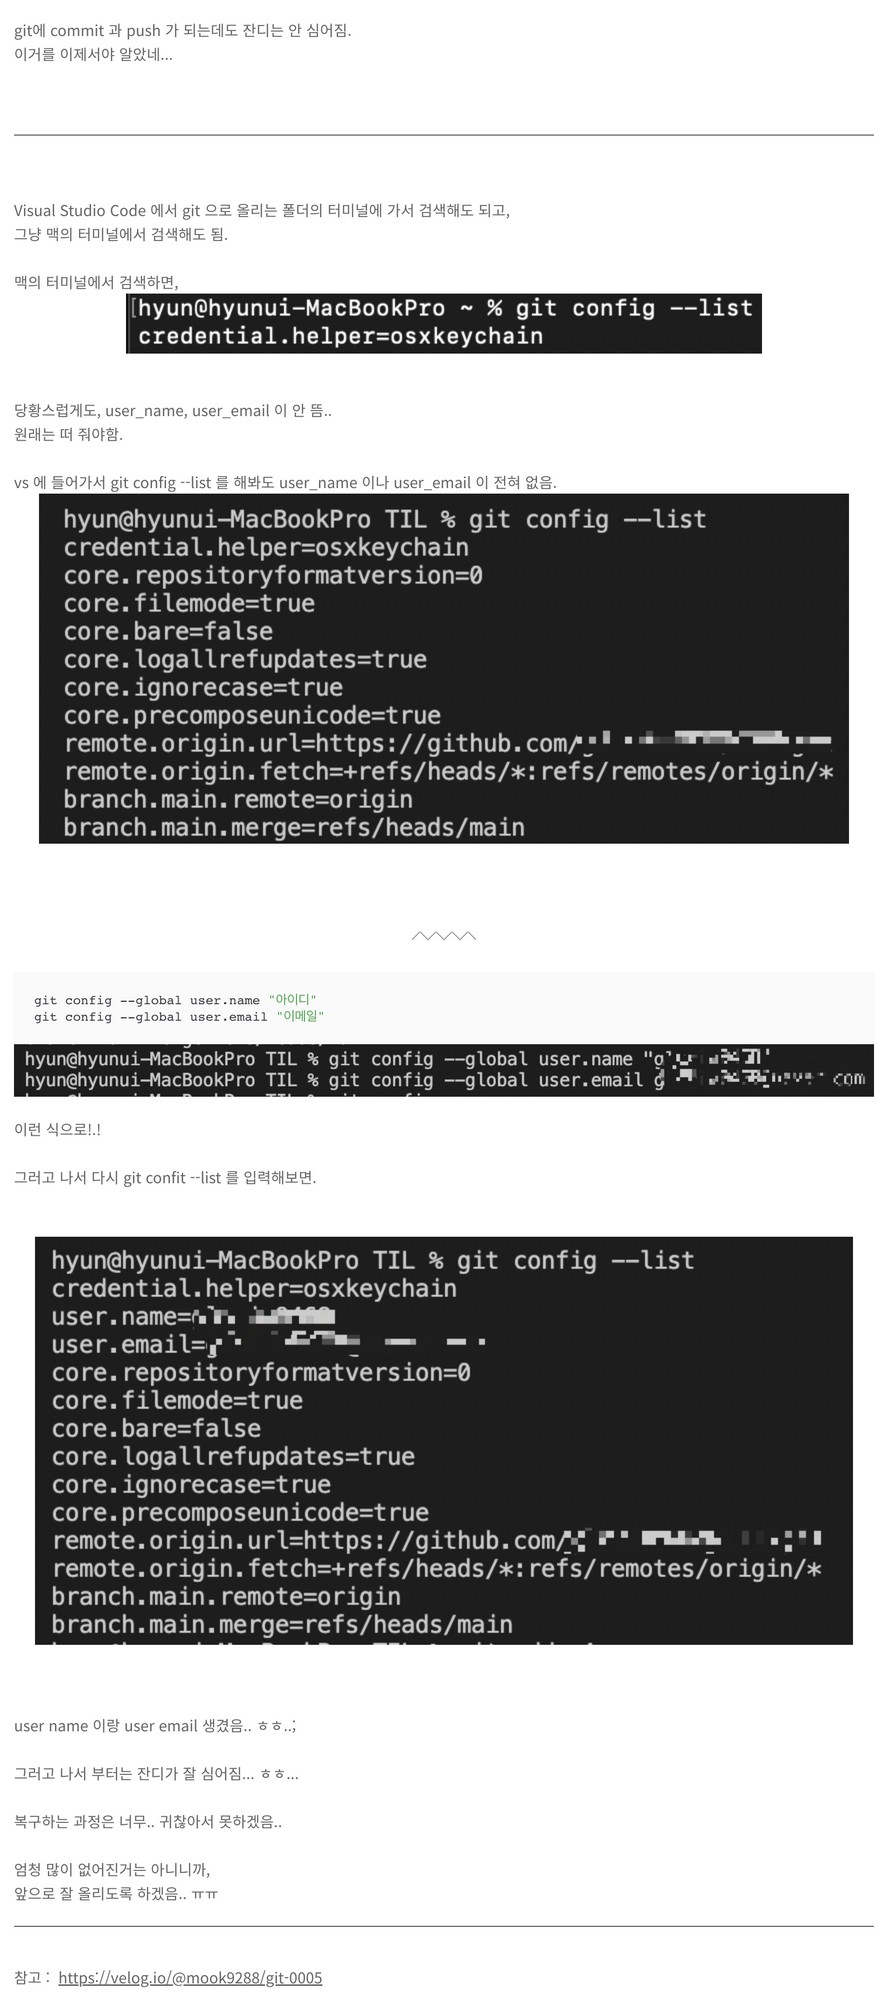 git에 commit 과 push 가 되는데도 잔디는 안 심어짐.
이거를 이제서야 알았네...
Visual Studio Code 에서 git 으로 올리는 폴더의 터미널에 가서 검색해도 되고,
그냥 맥의 터미널에서 검색해도 됨.
맥의 터미널에서 검색하면,
[hyun@hyunui-MacBookPro ~ % git config --list
credential.helper=osxkeychain
당황스럽게도, user_name, user_email 이 안 뜸..
원래는 떠 줘야함.
vs 에 들어가서 git config --list 를 해봐도 user_name 이나 user_email 이 전혀 없음.
hyun@hyunui-MacBookPro TIL % git config --list
credential.helper=osxkeychain
core.repositoryformatversion=0
core.filemode=true
core.bare=false
core.logallrefupdates=true
core.ignorecase=true
core.precomposeunicode=true
remote.origin.url=https://github.com/
remote.origin.fetch=+refs/heads/*:refs/remotes/origin/*
branch.main.remote=origin
branch.main.merge=refs/heads/main
git config --global user.name "아이디"
git config --global user.email "이메일"
hyun@hyunui-MacBookPro TIL % git config --global user.name
hyun@hyunui-MacBookPro TIL % git config --global user.email
이런 식으로!.!
그러고 나서 다시 git confit --list 를 입력해보면.
hyun@hyunui-MacBookPro TIL % git config --list
credential.helper=osxkeychain
user.name=
user.email=
core.repositoryformatversion=0
core.filemode=true
core.bare=false
core.logallrefupdates=true
core.ignorecase=true
core.precomposeunicode=true
remote.origin.url=https://github.com/
remote.origin.fetch=+refs/heads/*:refs/remotes/origin/*
branch.main.remote=origin
branch.main.merge=refs/heads/main
user name 이랑 user email 생겼음.. ㅎㅎ..;
그러고 나서 부터는 잔디가 잘 심어짐... ㅎㅎ...
복구하는 과정은 너무.. 귀찮아서 못하겠음..
엄청 많이 없어진거는 아니니까,
앞으로 잘 올리도록 하겠음.. ㅠㅠ
참고 : https://velog.io/@mook9288/git-0005